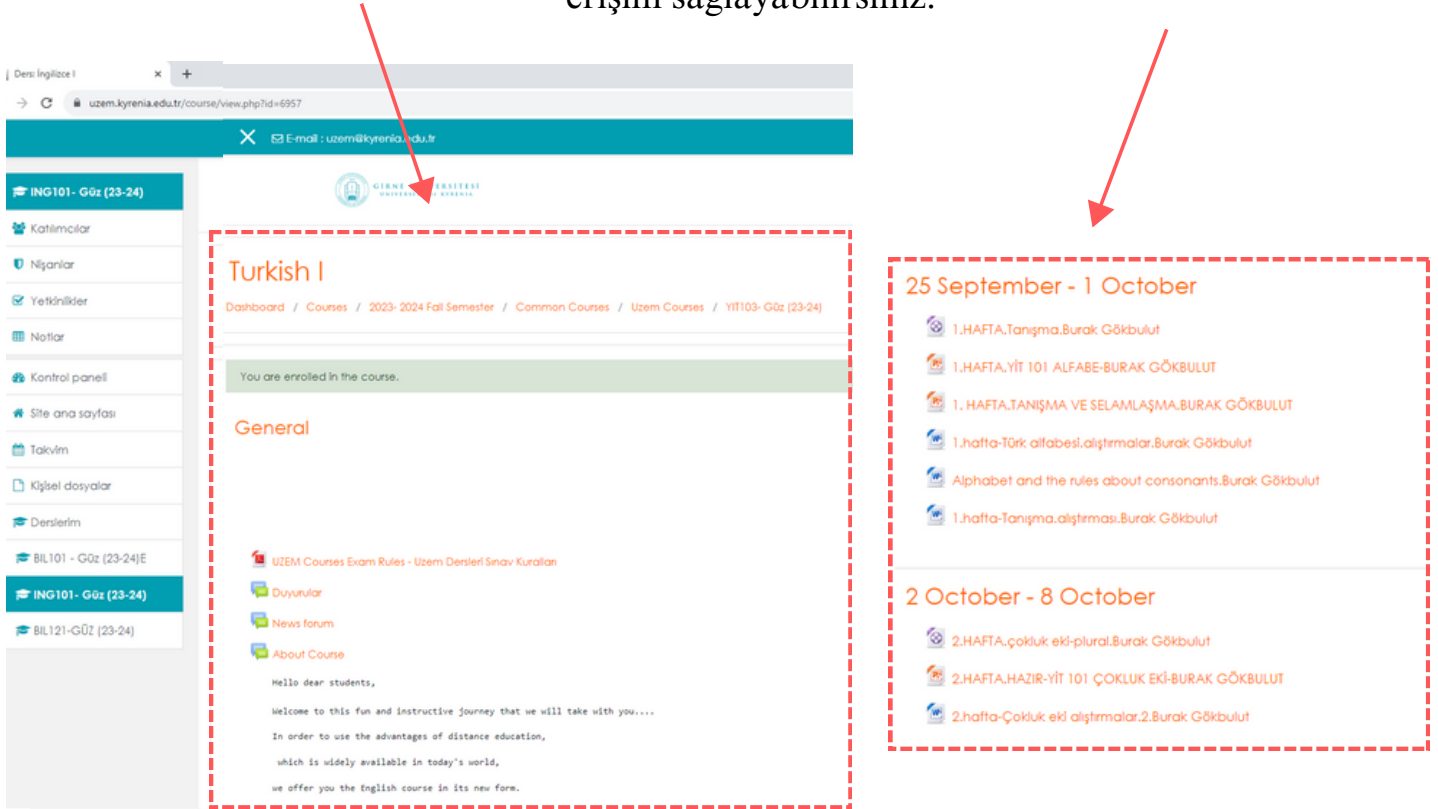 erişim sağlayabilirsiniz.
Ders: İngilizce I
uzem.kyrenia.edu.tr/course/view.php?id=6957
E-mail : uzem@kyrenia.edu.tr
ING101- Güz (23-24)
Katılımcılar
Nişanlar
Yetkinlikler
Notlar
Kontrol paneli
Site ana sayfası
Takvim
Kişisel dosyalar
Derslerim
BIL101 - Güz (23-24)E
ING101- Güz (23-24)
BIL121-GÜZ (23-24)
GIRNE ÜNIVERSITESI
UNIVERSITY OF KYRENIA
Turkish I
Dashboard / Courses / 2023- 2024 Fall Semester / Common Courses / Uzem Courses / YIT103- Güz (23-24)
You are enrolled in the course.
General
UZEM Courses Exam Rules - Uzem Dersleri Sınav Kuralları
Duyurular
News forum
About Course
Hello dear students,
Welcome to this fun and instructive journey that we will take with you....
In order to use the advantages of distance education,
which is widely available in today's world,
we offer you the English course in its new form.
25 September - 1 October
1.HAFTA.Tanışma.Burak Gökbulut
1.HAFTA.YİT 101 ALFABE-BURAK GÖKBULUT
1. HAFTA.TANIŞMA VE SELAMLAŞMA.BURAK GÖKBULUT
1.hafta-Türk alfabesi.alıştırmalar.Burak Gökbulut
Alphabet and the rules about consonants.Burak Gökbulut
1.hafta-Tanışma.alıştırması.Burak Gökbulut
2 October - 8 October
2.HAFTA.çokluk eki-plural.Burak Gökbulut
2.HAFTA.HAZIR-YİT 101 ÇOKLUK EKİ-BURAK GÖKBULUT
2.hafta-Çokluk eki alıştırmalar.2.Burak Gökbulut